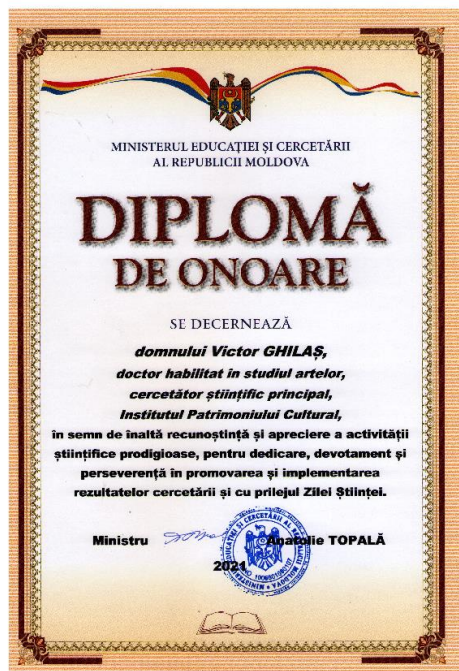 MINISTERUL EDUCAȚIEI ȘI CERCETĂRII
AL REPUBLICII MOLDOVA
DIPLOMĂ
DE ONOARE
SE DECERNEAZĂ
domnului Victor GHILAȘ,
doctor habilitat în studiul artelor,
cercetător științific principal,
Institutul Patrimoniului Cultural,
în semn de înaltă recunoștință și apreciere a activității
științifice prodigioase, pentru dedicare, devotament și
perseverență în promovarea și implementarea
rezultatelor cercetării și cu prilejul Zilei Științei.
Ministru Anatolie TOPALĂ
2021